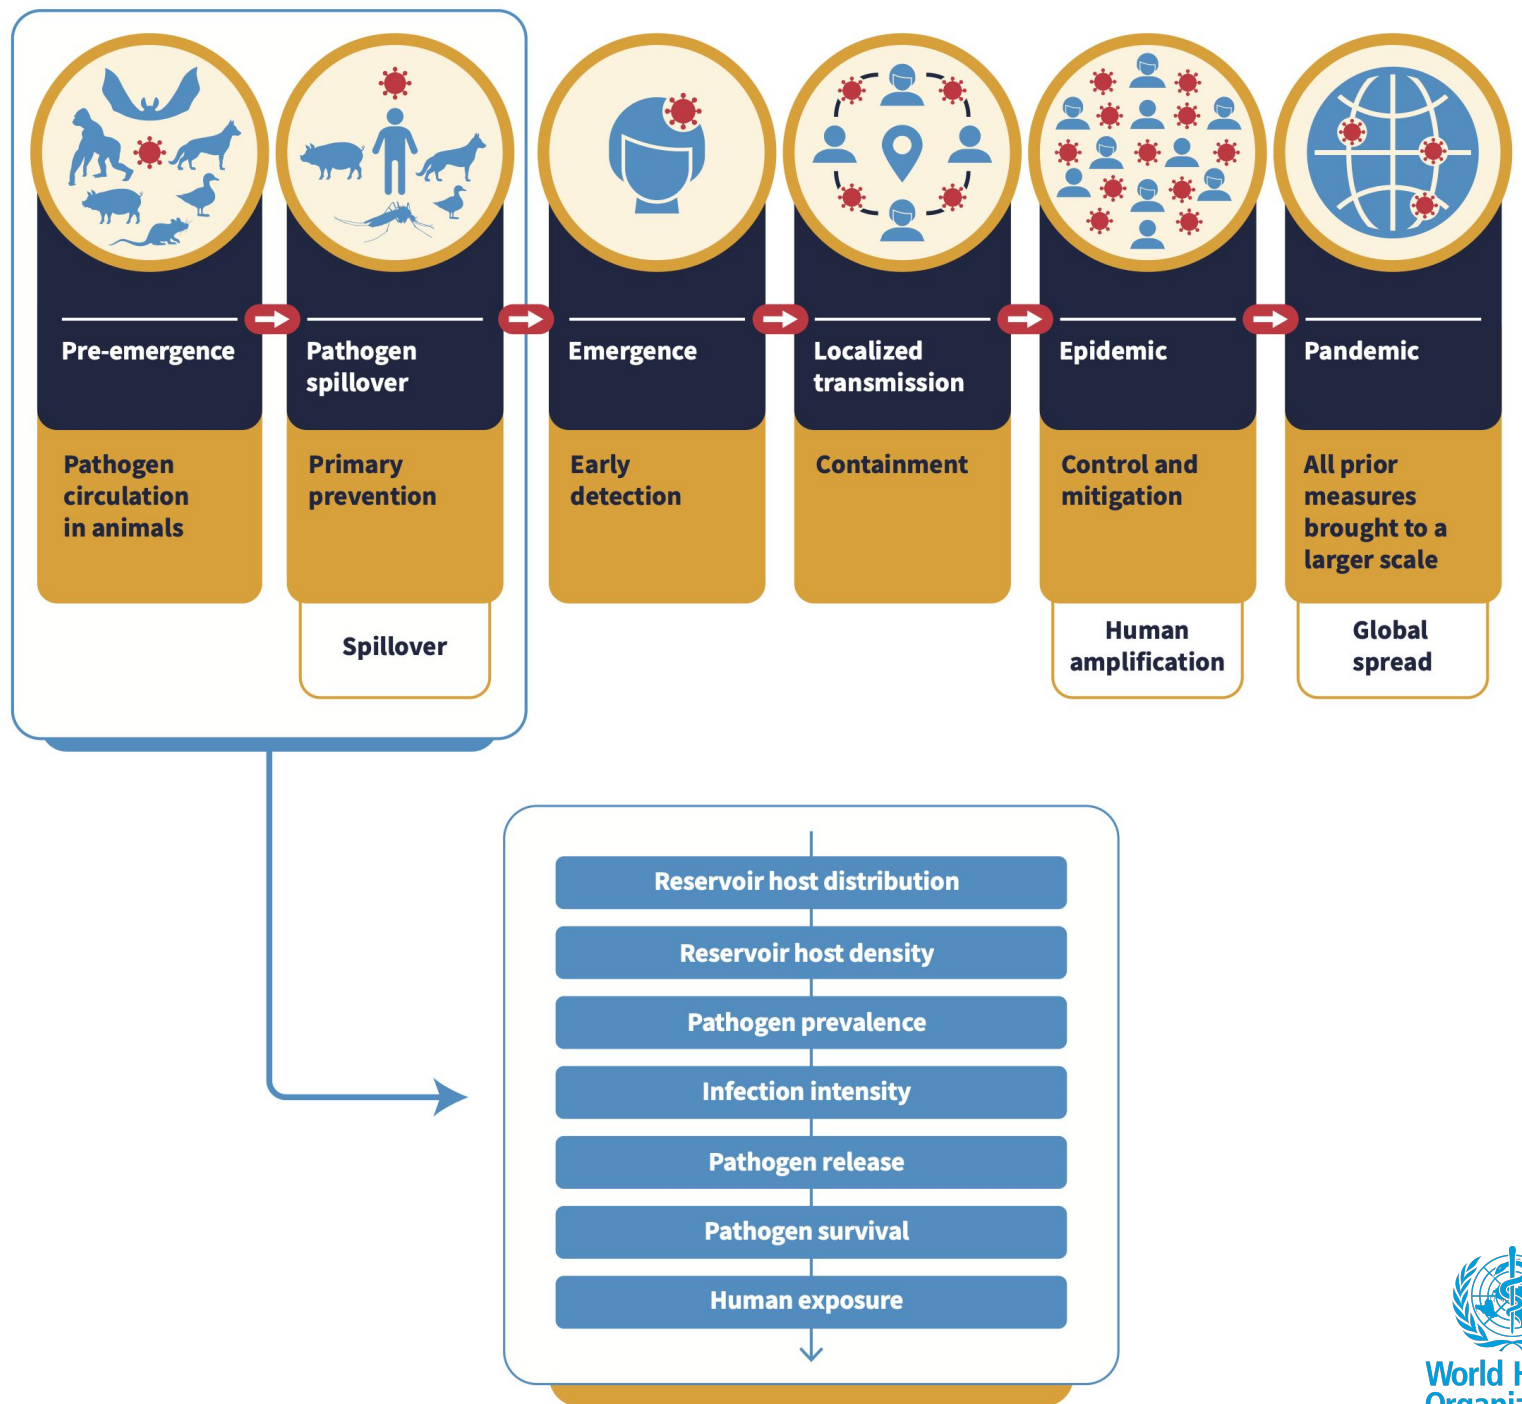 Pre-emergence
Pathogen
spillover
Emergence
Localized
transmission
Epidemic
Pandemic
Pathogen
circulation
in animals
Primary
prevention
Early
detection
Containment
Control and
mitigation
All prior
measures
brought to a
larger scale
Spillover
Human
amplification
Global
spread
Reservoir host distribution
Reservoir host density
Pathogen prevalence
Infection intensity
Pathogen release
Pathogen survival
Human exposure
World